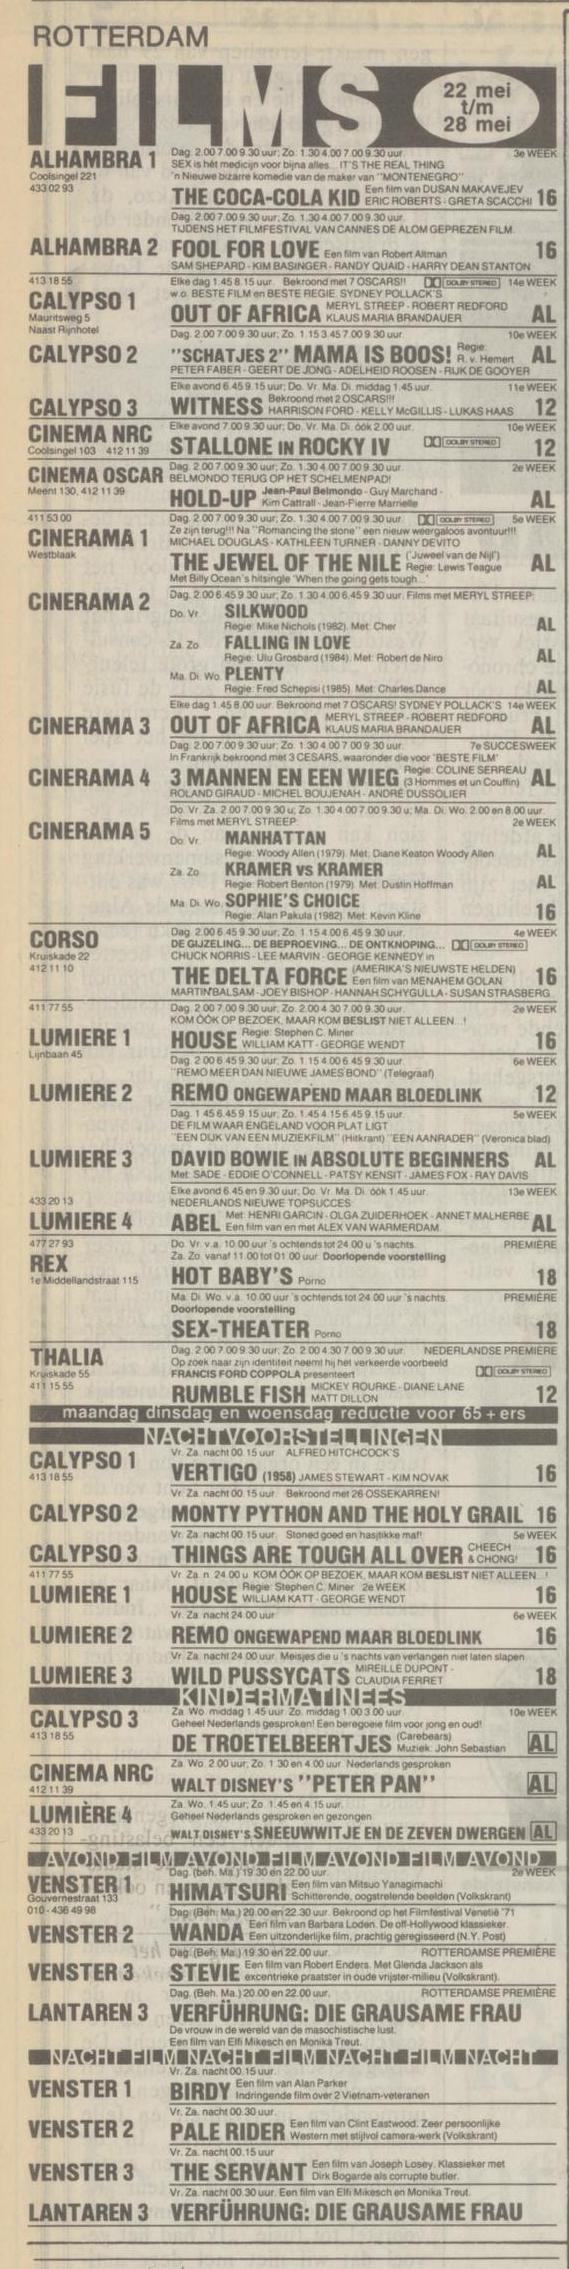 ROTTERDAM
FILMS
22 mei
t/m
28 mei
ALHAMBRA 1
Coolsingel 221
433 02 93
Dag. 2.00 7.00 9.30 uur; Zo. 1.30 4.00 7.00 9.30 uur. 3e WEEK
SEX is hét medicijn voor bijna alles... IT'S THE REAL THING
'n Nieuwe bizarre komedie van de maker van "MONTENEGRO"
THE COCA-COLA KID Een film van DUSAN MAKAVEJEV
ERIC ROBERTS - GRETA SCACCHI 16
ALHAMBRA 2
Dag. 2.00 7.00 9.30 uur; Zo. 1.30 4.00 7.00 9.30 uur.
TIJDENS HET FILMFESTIVAL VAN CANNES DE ALOM GEPREZEN FILM.
FOOL FOR LOVE Een film van Robert Altman 16
SAM SHEPARD - KIM BASINGER - RANDY QUAID - HARRY DEAN STANTON
413 18 55
CALYPSO 1
Mauritsweg 5
Naast Rijnhotel
Elke dag 1.45 8.15 uur. Bekroond met 7 OSCARS!! DOLBY STEREO 14e WEEK
w.o. BESTE FILM en BESTE REGIE. SYDNEY POLLACK'S
OUT OF AFRICA MERYL STREEP - ROBERT REDFORD
KLAUS MARIA BRANDAUER AL
CALYPSO 2
Dag. 2.00 7.00 9.30 uur; Zo. 1.15 3.45 7.00 9.30 uur. 10e WEEK
"SCHATJES 2" MAMA IS BOOS! Regie: R. v. Hemert AL
PETER FABER - GEERT DE JONG - ADELHEID ROOSEN - RIJK DE GOOYER
CALYPSO 3
Elke avond 6.45 9.15 uur; Do. Vr. Ma. Di. middag 1.45 uur. 11e WEEK
WITNESS Bekroond met 2 OSCARS!!!
HARRISON FORD - KELLY McGILLIS - LUKAS HAAS 12
CINEMA NRC
Coolsingel 103 412 11 39
Elke avond 7.00 9.30 uur; Do. Vr. Ma. Di. óók 2.00 uur. 10e WEEK
STALLONE IN ROCKY IV DOLBY STEREO 12
CINEMA OSCAR
Meent 130, 412 11 39
Dag. 2.00 7.00 9.30 uur; Zo. 1.30 4.00 7.00 9.30 uur. 2e WEEK
BELMONDO TERUG OP HET SCHELMENPAD!
HOLD-UP Jean-Paul Belmondo - Guy Marchand -
Kim Cattrall - Jean-Pierre Marrielle AL
411 53 00
CINERAMA 1
Westblaak
Dag. 2.00 7.00 9.30 uur; Zo. 1.30 4.00 7.00 9.30 uur. DOLBY STEREO 5e WEEK
Ze zijn terug!!! Na "Romancing the stone" een nieuw weergaloos avontuur!!!
MICHAEL DOUGLAS - KATHLEEN TURNER - DANNY DEVITO
THE JEWEL OF THE NILE ('Juweel van de Nijl')
Regie: Lewis Teague AL
Met Billy Ocean's hitsingle 'When the going gets tough...'
CINERAMA 2
Dag. 2.00 6.45 9.30 uur; Zo. 1.30 4.00 6.45 9.30 uur. Films met MERYL STREEP:
Do. Vr. SILKWOOD
Regie: Mike Nichols (1982). Met: Cher AL
Za. Zo. FALLING IN LOVE
Regie: Ulu Grosbard (1984). Met: Robert de Niro AL
Ma. Di. Wo. PLENTY
Regie: Fred Schepisi (1985). Met: Charles Dance AL
CINERAMA 3
Elke dag 1.45 8.00 uur. Bekroond met 7 OSCARS! SYDNEY POLLACK'S 14e WEEK
OUT OF AFRICA MERYL STREEP - ROBERT REDFORD
KLAUS MARIA BRANDAUER AL
CINERAMA 4
Dag. 2.00 7.00 9.30 uur; Zo. 1.30 4.00 7.00 9.30 uur. 7e SUCCESWEEK
In Frankrijk bekroond met 3 CESARS, waaronder die voor 'BESTE FILM'
3 MANNEN EN EEN WIEG Regie: COLINE SERREAU
(3 Hommes et un Couffin) AL
ROLAND GIRAUD - MICHEL BOUJENAH - ANDRÉ DUSSOLIER
CINERAMA 5
Do. Vr. Za. 2.00 7.00 9.30 u; Zo. 1.30 4.00 7.00 9.30 u; Ma. Di. Wo. 2.00 en 8.00 uur.
Films met MERYL STREEP: 2e WEEK
Do. Vr. MANHATTAN
Regie: Woody Allen (1979). Met: Diane Keaton Woody Allen AL
Za. Zo. KRAMER vs KRAMER
Regie: Robert Benton (1979). Met: Dustin Hoffman AL
Ma. Di. Wo. SOPHIE'S CHOICE
Regie: Alan Pakula (1982). Met: Kevin Kline 16
CORSO
Kruiskade 22
412 11 10
Dag. 2.00 6.45 9.30 uur; Zo. 1.15 4.00 6.45 9.30 uur. 4e WEEK
DE GIJZELING... DE BEPROEVING... DE ONTKNOPING... DOLBY STEREO
CHUCK NORRIS - LEE MARVIN - GEORGE KENNEDY in
THE DELTA FORCE (AMERIKA'S NIEUWSTE HELDEN)
Een film van MENAHEM GOLAN 16
MARTIN BALSAM - JOEY BISHOP - HANNAH SCHYGULLA - SUSAN STRASBERG
411 77 55
LUMIERE 1
Lijnbaan 45
Dag. 2.00 7.00 9.30 uur; Zo. 2.00 4.30 7.00 9.30 uur. 2e WEEK
KOM ÓÓK OP BEZOEK, MAAR KOM BESLIST NIET ALLEEN...!
HOUSE Regie: Stephen C. Miner
WILLIAM KATT - GEORGE WENDT 16
LUMIERE 2
Dag. 2.00 6.45 9.30 uur; Zo. 1.15 4.00 6.45 9.30 uur. 6e WEEK
"REMO MEER DAN NIEUWE JAMES BOND" (Telegraaf)
REMO ONGEWAPEND MAAR BLOEDLINK 12
LUMIERE 3
Dag. 1.45 6.45 9.15 uur; Zo. 1.45 4.15 6.45 9.15 uur. 5e WEEK
DE FILM WAAR ENGELAND VOOR PLAT LIGT
"EEN DIJK VAN EEN MUZIEKFILM" (Hitkrant) "EEN AANRADER" (Veronica blad)
DAVID BOWIE IN ABSOLUTE BEGINNERS AL
Met: SADE - EDDIE O'CONNELL - PATSY KENSIT - JAMES FOX - RAY DAVIS
433 20 13
LUMIERE 4
Elke avond 6.45 en 9.30 uur; Do. Vr. Ma. Di. óók 1.45 uur. 13e WEEK
NEDERLANDS NIEUWE TOPSUCCES:
ABEL Met: HENRI GARCIN - OLGA ZUIDERHOEK - ANNET MALHERBE
Een film van en met ALEX VAN WARMERDAM. AL
477 27 93
REX
1e Middellandstraat 115
Do. Vr. v.a. 10.00 uur 's ochtends tot 24.00 u 's nachts. PREMIÈRE
Za. Zo. vanaf 11.00 tot 01.00 uur. Doorlopende voorstelling
HOT BABY'S Porno 18
Ma. Di. Wo. v.a. 10.00 uur 's ochtends tot 24.00 uur 's nachts. PREMIÈRE
Doorlopende voorstelling
SEX-THEATER Porno 18
THALIA
Kruiskade 55
411 15 55
Dag. 2.00 7.00 9.30 uur; Zo. 2.00 4.30 7.00 9.30 uur. NEDERLANDSE PREMIÈRE
Op zoek naar zijn identiteit neemt hij het verkeerde voorbeeld
FRANCIS FORD COPPOLA presenteert DOLBY STEREO
RUMBLE FISH MICKEY ROURKE - DIANE LANE
MATT DILLON 12
maandag dinsdag en woensdag reductie voor 65 + ers
NACHTVOORSTELLINGEN
CALYPSO 1
413 18 55
Vr. Za. nacht 00.15 uur. ALFRED HITCHCOCK'S
VERTIGO (1958) JAMES STEWART - KIM NOVAK 16
CALYPSO 2
Vr. Za. nacht 00.15 uur. Bekroond met 26 OSSEKARREN!
MONTY PYTHON AND THE HOLY GRAIL 16
CALYPSO 3
Vr. Za. nacht 00.15 uur. Stoned goed en hasjtikke maf! 5e WEEK
THINGS ARE TOUGH ALL OVER CHEECH & CHONG! 16
411 77 55
LUMIERE 1
Vr. Za. n. 24.00 u. KOM ÓÓK OP BEZOEK, MAAR KOM BESLIST NIET ALLEEN...!
HOUSE Regie: Stephen C. Miner 2e WEEK
WILLIAM KATT - GEORGE WENDT 16
LUMIERE 2
Vr. Za. nacht 24.00 uur. 6e WEEK
REMO ONGEWAPEND MAAR BLOEDLINK 16
LUMIERE 3
Vr. Za. nacht 24.00 uur. Meisjes die u 's nachts van verlangen niet laten slapen
WILD PUSSYCATS MIREILLE DUPONT -
CLAUDIA FERRET 18
KINDERMATINEES
CALYPSO 3
413 18 55
Za. Wo. middag 1.45 uur. Zo. middag 1.00 3.00 uur. 10e WEEK
Geheel Nederlands gesproken! Een beregoeie film voor jong en oud!
DE TROETELBEERTJES (Carebears)
Muziek: John Sebastian AL
CINEMA NRC
412 11 39
Za. Wo. 2.00 uur; Zo. 1.30 en 4.00 uur. Nederlands gesproken
WALT DISNEY'S "PETER PAN" AL
LUMIÈRE 4
433 20 13
Za. Wo. 1.45 uur; Zo. 1.45 en 4.15 uur.
Geheel Nederlands gesproken en gezongen.
WALT DISNEY'S SNEEUWWITJE EN DE ZEVEN DWERGEN AL
AVOND FILM AVOND FILM AVOND FILM AVOND
VENSTER 1
Gouvernestraat 133
010 - 436 49 98
Dag. (beh. Ma.) 19.30 en 22.00 uur. 2e WEEK
HIMATSURI Een film van Mitsuo Yanagimachi
Schitterende, oogstrelende beelden (Volkskrant)
VENSTER 2
Dag. (Beh. Ma.) 20.00 en 22.30 uur. Bekroond op het Filmfestival Venetië '71
WANDA Een film van Barbara Loden. De off-Hollywood klassieker.
Een uitzonderlijke film, prachtig geregisseerd (N.Y. Post)
VENSTER 3
Dag. (Beh. Ma.) 19.30 en 22.00 uur. ROTTERDAMSE PREMIÈRE
STEVIE Een film van Robert Enders. Met Glenda Jackson als
excentrieke praatster in oude vrijster-milieu (Volkskrant).
LANTAREN 3
Dag. (Beh. Ma.) 20.00 en 22.00 uur. ROTTERDAMSE PREMIÈRE
VERFÜHRUNG: DIE GRAUSAME FRAU
De vrouw in de wereld van de masochistische lust.
Een film van Elfi Mikesch en Monika Treut.
NACHT FILM NACHT FILM NACHT FILM NACHT
VENSTER 1
Vr. Za. nacht 00.15 uur.
BIRDY Een film van Alan Parker
Indringende film over 2 Vietnam-veteranen
VENSTER 2
Vr. Za. nacht 00.30 uur.
PALE RIDER Een film van Clint Eastwood. Zeer persoonlijke
Western met stijlvol camera-werk (Volkskrant)
VENSTER 3
Vr. Za. nacht 00.15 uur
THE SERVANT Een film van Joseph Losey. Klassieker met
Dirk Bogarde als corrupte butler.
LANTAREN 3
Vr. Za. nacht 00.30 uur. Een film van Elfi Mikesch en Monika Treut.
VERFÜHRUNG: DIE GRAUSAME FRAU